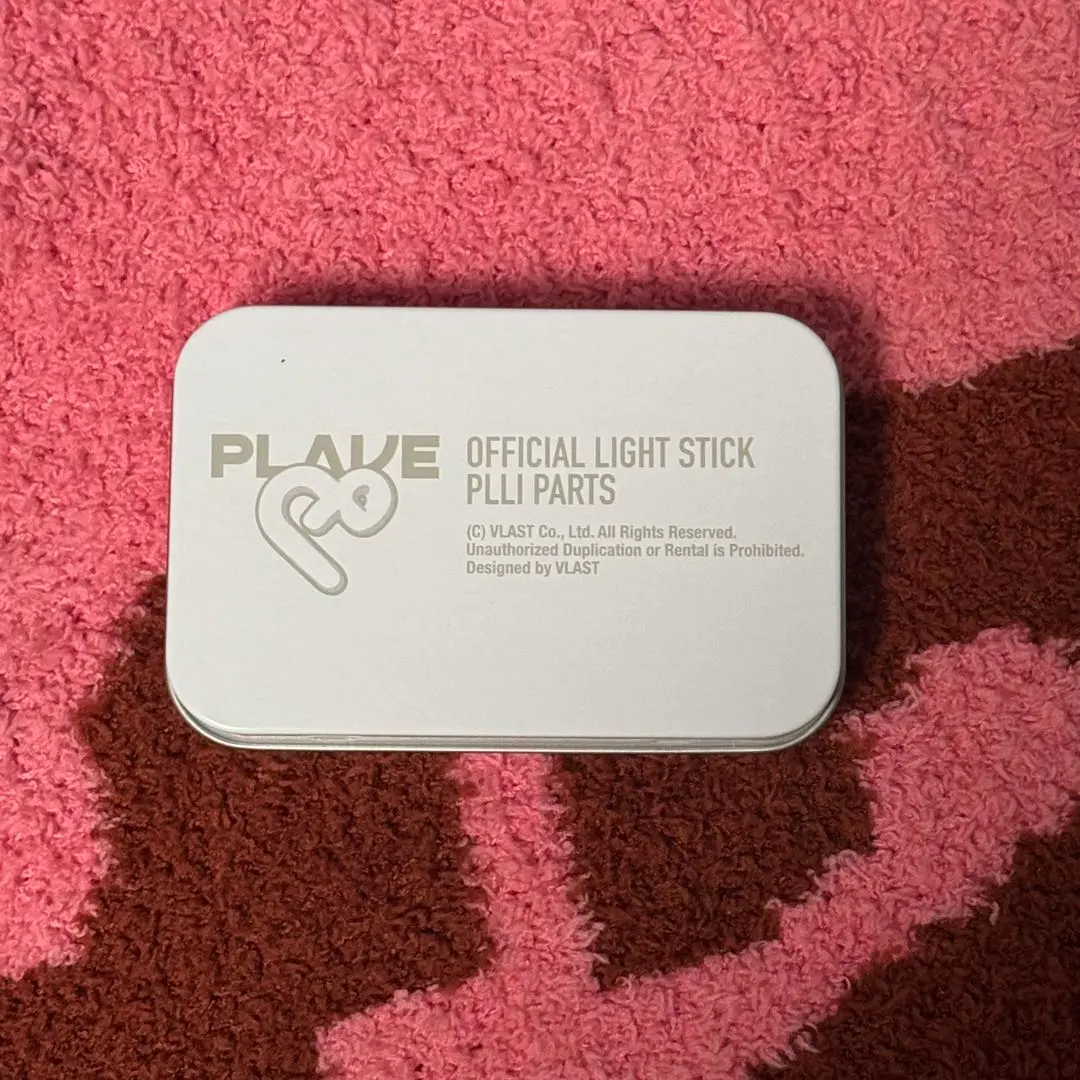 PLAVE
OFFICIAL LIGHT STICK
PLLI PARTS
(C) VLAST Co., Ltd. All Rights Reserved.
Unauthorized Duplication or Rental is Prohibited.
Designed by VLAST